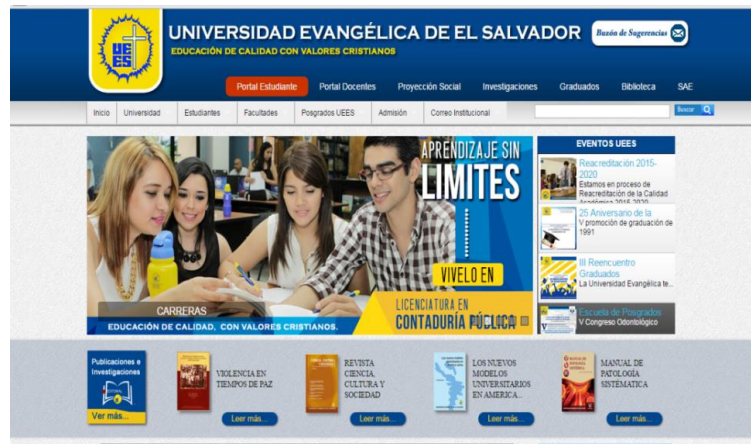 UEES
UNIVERSIDAD EVANGÉLICA DE EL SALVADOR
EDUCACIÓN DE CALIDAD CON VALORES CRISTIANOS
Buzón de Sugerencias
Portal Estudiante
Portal Docentes
Proyección Social
Investigaciones
Graduados
Biblioteca
SAE
Inicio
Universidad
Estudiantes
Facultades
Posgrados UEES
Admisión
Correo Institucional
Buscar
APRENDIZAJE SIN
LIMITES
VIVELO EN
LICENCIATURA EN
CONTADURÍA PÚBLICA
CARRERAS
EDUCACIÓN DE CALIDAD, CON VALORES CRISTIANOS.
EVENTOS UEES
Reacreditación 2015-
2020
Estamos en proceso de
Reacreditación de la Calidad
Académica 2015-2020
25 Aniversario de la
V promoción de graduación de
1991
III Reencuentro
Graduados
La Universidad Evangélica te...
Escuela de Posgrados
V Congreso Odontológico
Publicaciones e
Investigaciones
Ver más...
VIOLENCIA EN
TIEMPOS DE PAZ
Leer más...
REVISTA
CIENCIA,
CULTURA Y
SOCIEDAD
Leer más...
LOS NUEVOS
MODELOS
UNIVERSITARIOS
EN AMERICA...
Leer más...
MANUAL DE
PATOLOGÍA
SISTÉMATICA
Leer más...